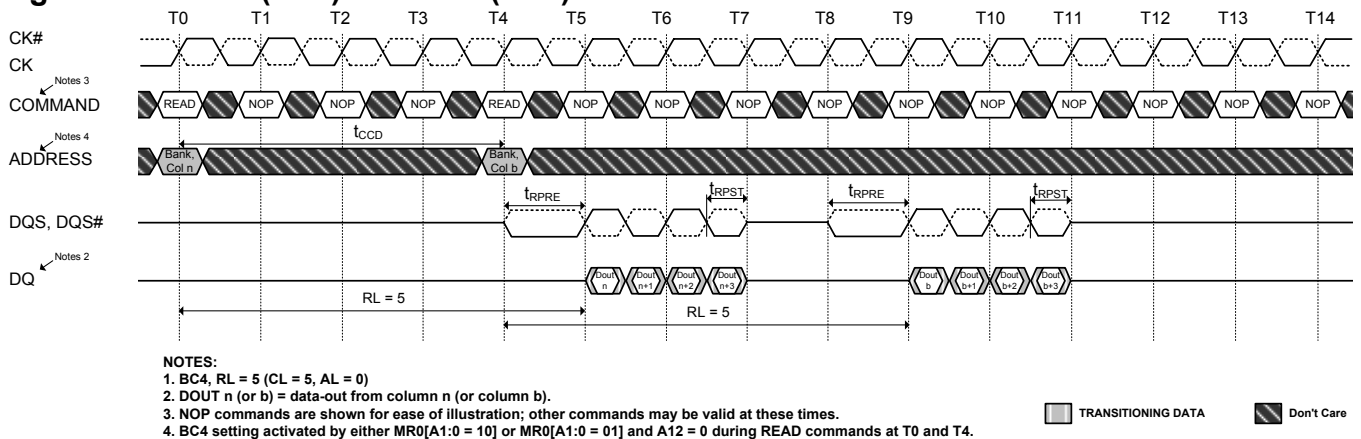 T0 T1 T2 T3 T4 T5 T6 T7 T8 T9 T10 T11 T12 T13 T14
CK#
CK
Notes 3
COMMAND READ NOP NOP NOP READ NOP NOP NOP NOP NOP NOP NOP NOP NOP NOP
tCCD
Notes 4
ADDRESS
Bank, Col n
Bank, Col b
tRPRE tRPST tRPRE tRPST
DQS, DQS#
Notes 2
DQ
Dout n
Dout n+1
Dout n+2
Dout n+3
Dout b
Dout b+1
Dout b+2
Dout b+3
RL = 5
RL = 5
NOTES:
1. BC4, RL = 5 (CL = 5, AL = 0)
2. DOUT n (or b) = data-out from column n (or column b).
3. NOP commands are shown for ease of illustration; other commands may be valid at these times.
4. BC4 setting activated by either MR0[A1:0 = 10] or MR0[A1:0 = 01] and A12 = 0 during READ commands at T0 and T4.
TRANSITIONING DATA
Don't Care